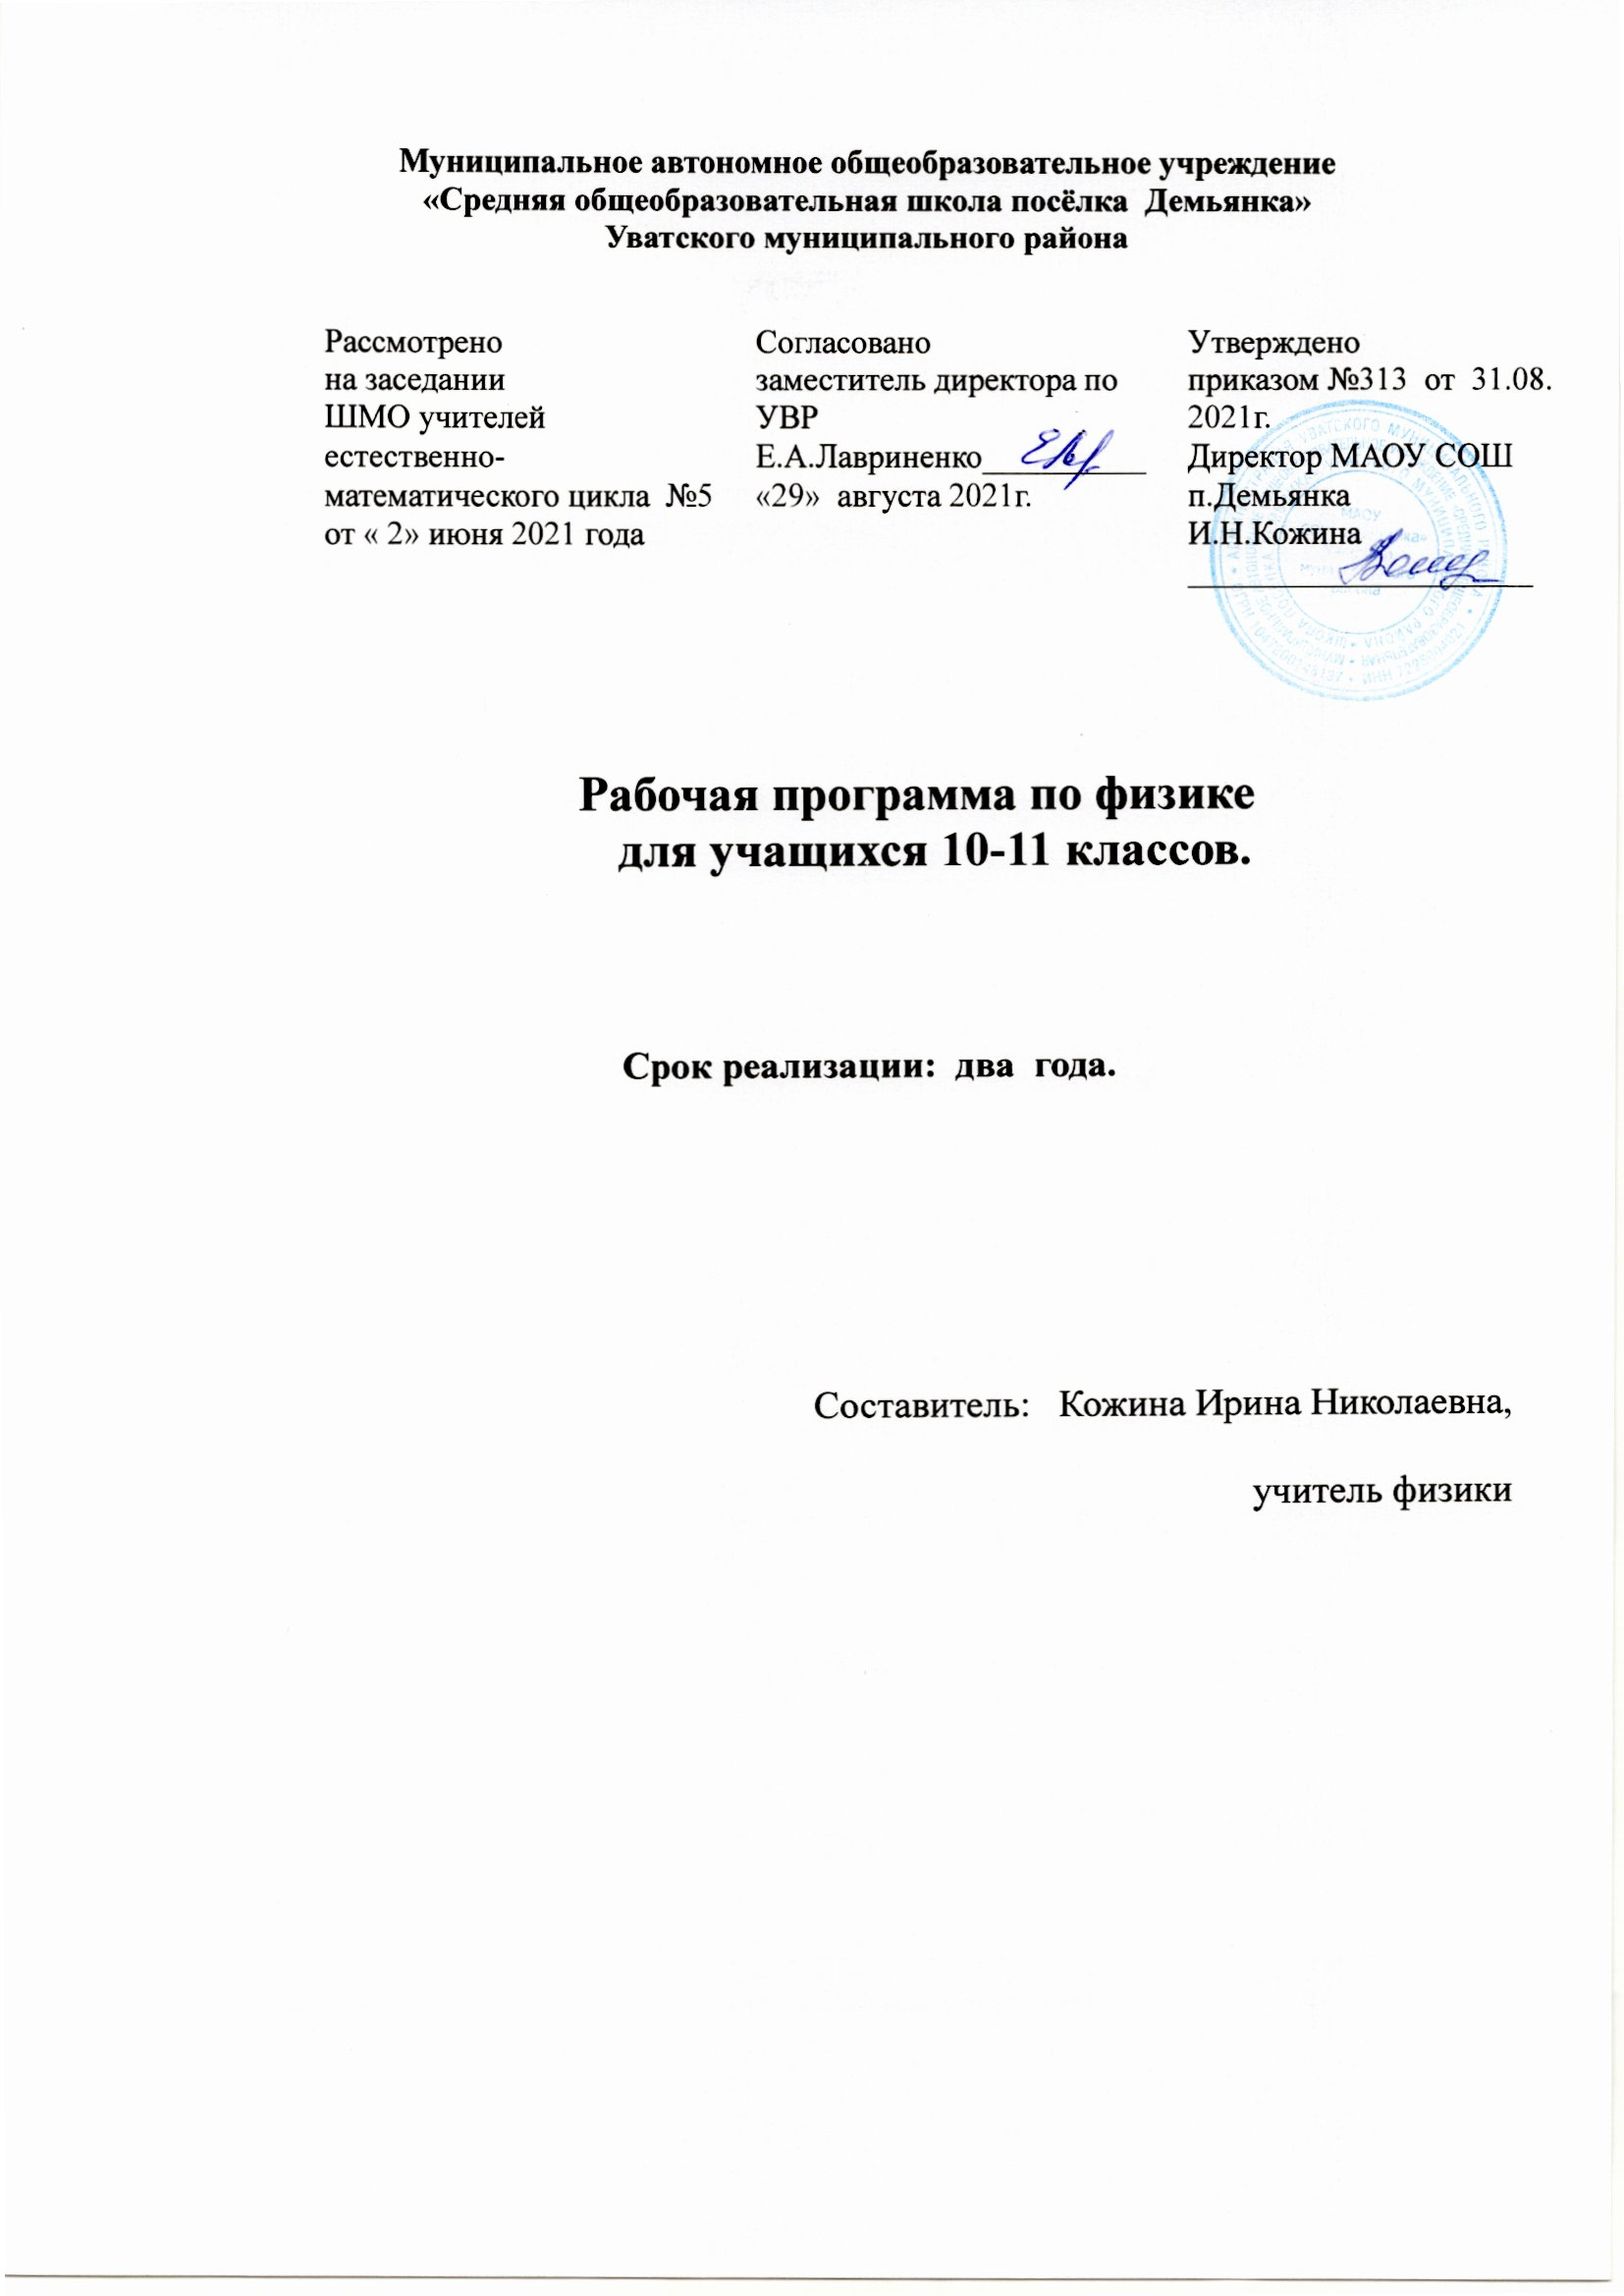 Муниципальное автономное общеобразовательное учреждение
«Средняя общеобразовательная школа посёлка Демьянка»
Уватского муниципального района
Рассмотрено
на заседании
ШМО учителей
естественно-
математического цикла №5
от « 2» июня 2021 года
Согласовано
заместитель директора по
УВР
Е.А.Лавриненко__________
«29» августа 2021г.
Утверждено
приказом №313 от 31.08.
2021г.
Директор МАОУ СОШ
п.Демьянка
И.Н.Кожина
МАОУ
Рабочая программа по физике
для учащихся 10-11 классов.
Срок реализации: два года.
Составитель: Кожина Ирина Николаевна,
учитель физики